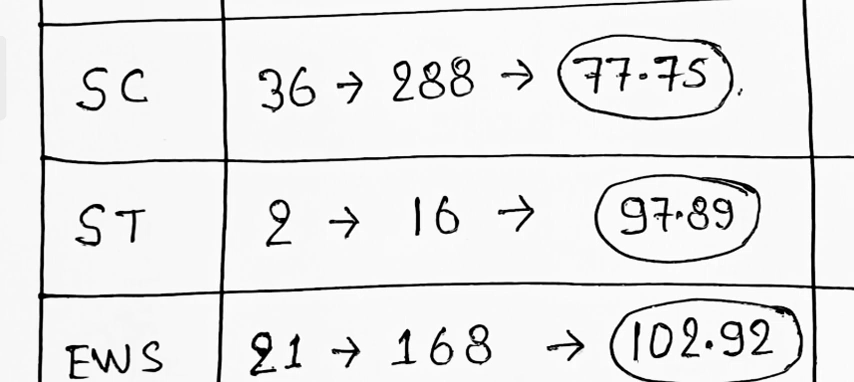 SC 36 → 288 → 77.75.
ST 2 → 16 → 97.89
EWS 21 → 168 → 102.92